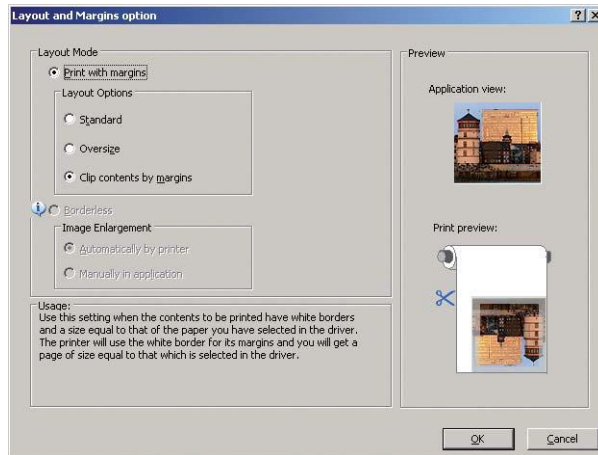 Layout and Margins option
Layout Mode
Print with margins
Layout Options
Standard
Oversize
Clip contents by margins
Borderless
Image Enlargement
Automatically by printer
Manually in application
Usage:
Use this setting when the contents to be printed have white borders
and a size equal to that of the paper you have selected in the driver.
The printer will use the white border for its margins and you will get a
page of size equal to that which is selected in the driver.
Preview
Application view:
Print preview:
OK
Cancel